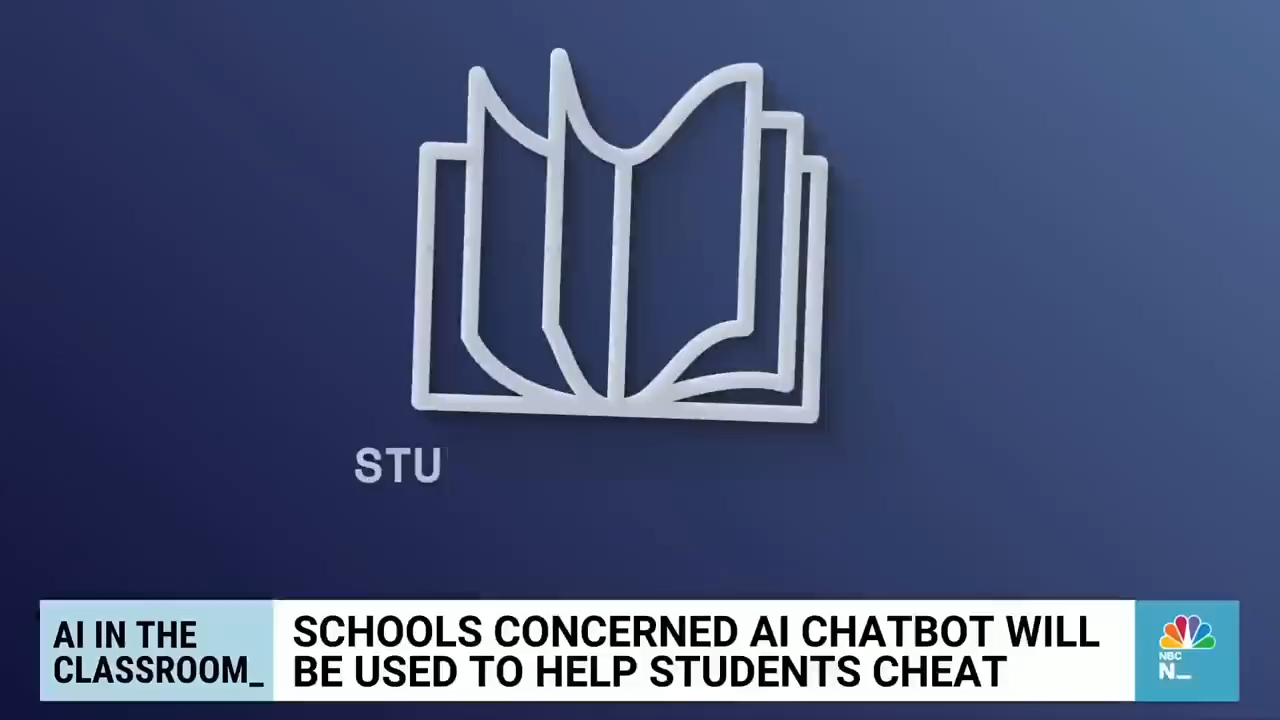 STU
AI IN THE
CLASSROOM_
SCHOOLS CONCERNED AI CHATBOT WILL
BE USED TO HELP STUDENTS CHEAT
NBC
N_